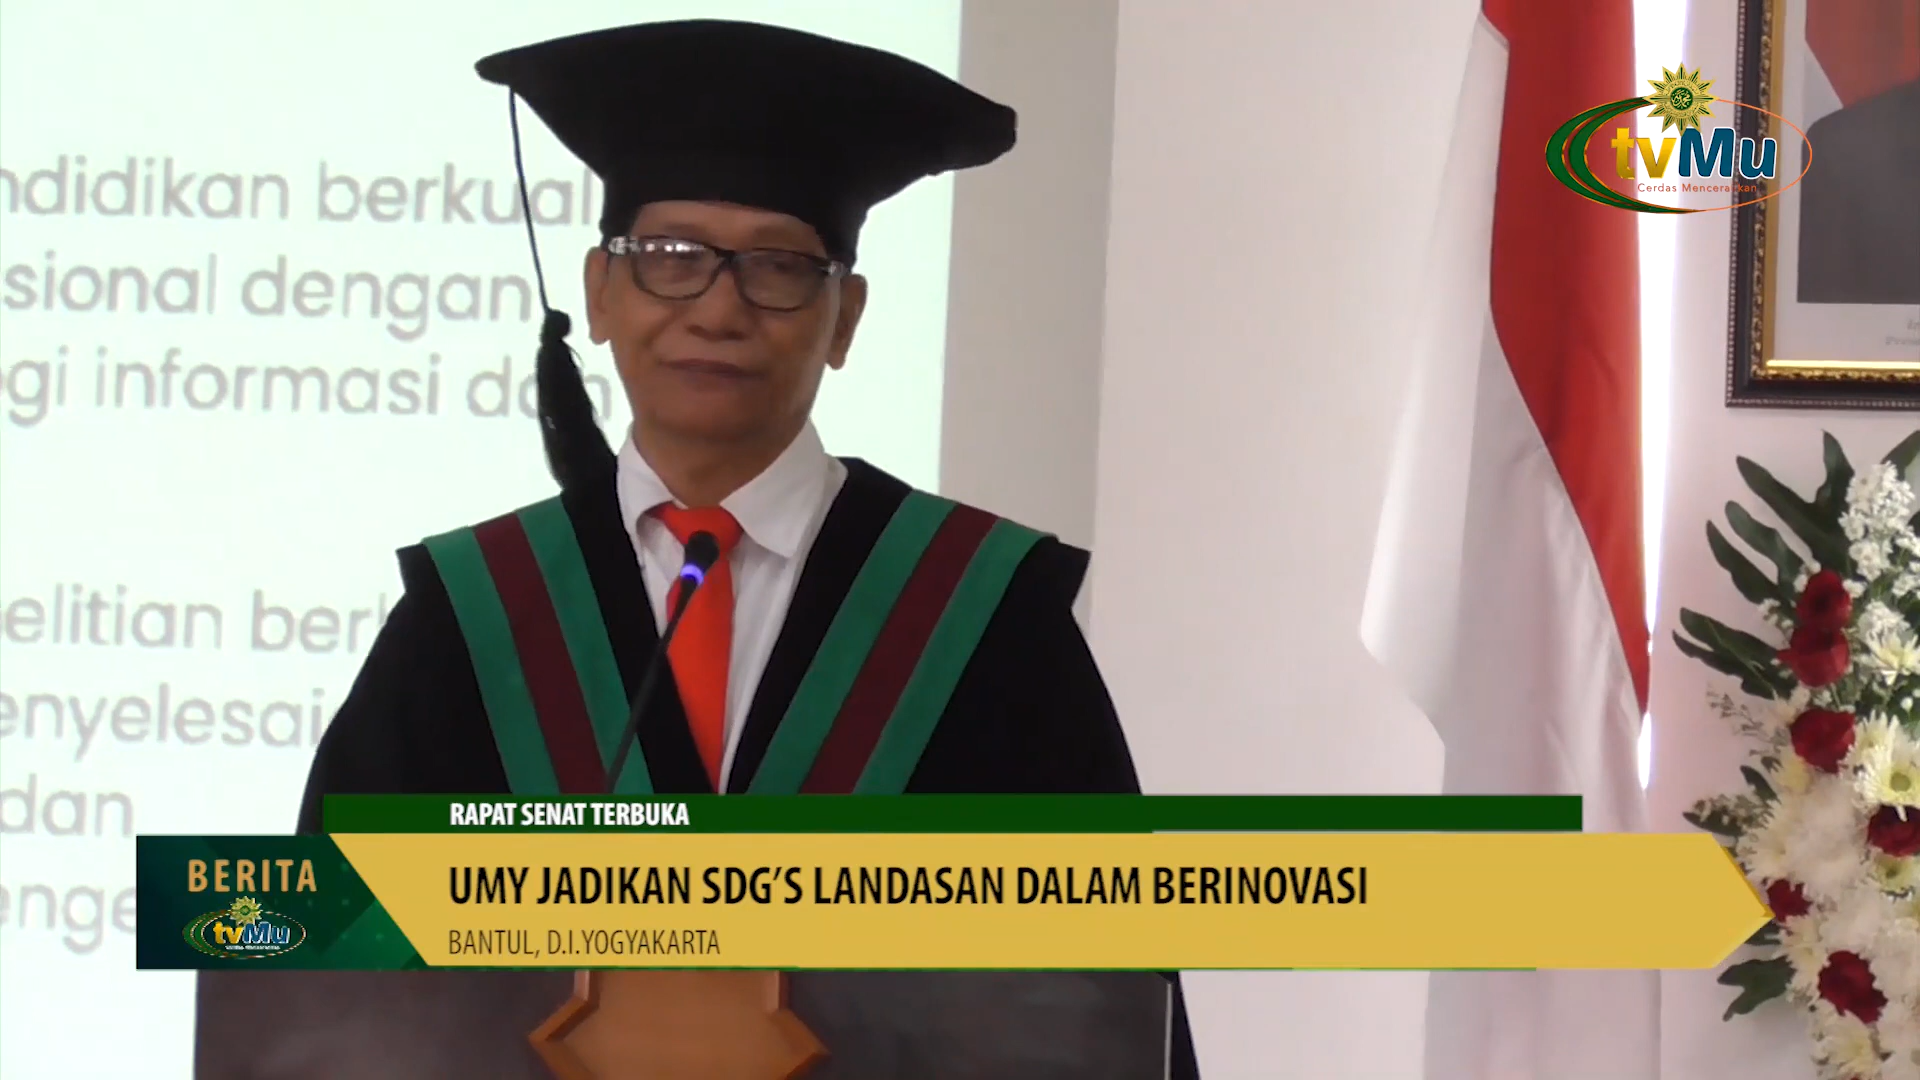 ndidikan berkual
sional dengan
gi informasi dan
elitian ber
enyelesai
dan
enge
tvMu
Cerdas Mencerahkan
RAPAT SENAT TERBUKA
BERITA
tvMu
UMY JADIKAN SDG'S LANDASAN DALAM BERINOVASI
BANTUL, D.I.YOGYAKARTA